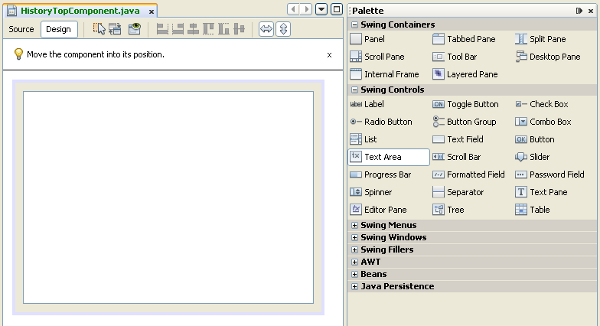 HistoryTopComponent.java x
Source Design
Move the component into its position. x
Palette
Swing Containers
Panel Tabbed Pane Split Pane
Scroll Pane Tool Bar Desktop Pane
Internal Frame Layered Pane
Swing Controls
Label Toggle Button Check Box
Radio Button Button Group Combo Box
List Text Field Button
Text Area Scroll Bar Slider
Progress Bar Formatted Field Password Field
Spinner Separator Text Pane
Editor Pane Tree Table
Swing Menus
Swing Windows
Swing Fillers
AWT
Beans
Java Persistence